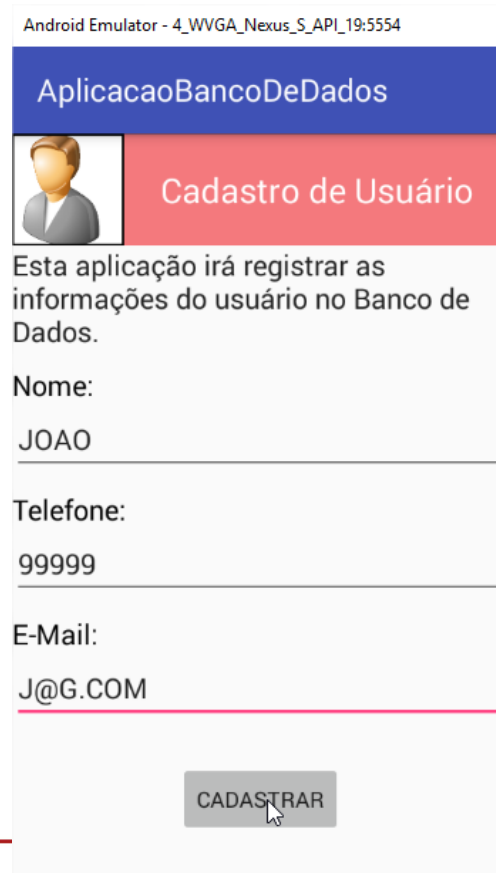 Android Emulator - 4_WVGA_Nexus_S_API_19:5554
AplicacaoBancoDeDados
Cadastro de Usuário
Esta aplicação irá registrar as
informações do usuário no Banco de
Dados.
Nome:
JOAO
Telefone:
99999
E-Mail:
J@G.COM
CADASTRAR